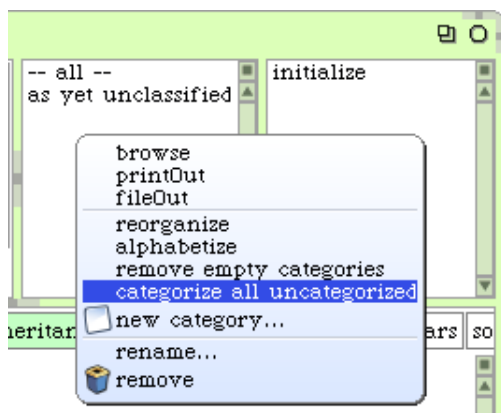 -- all --
as yet unclassified
initialize
browse
printOut
fileOut
reorganize
alphabetize
remove empty categories
categorize all uncategorized
new category...
rename...
remove
ars
so